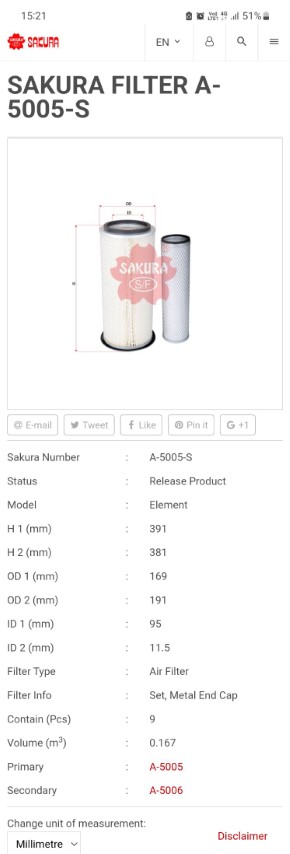 15:21
51%
SAKURA
EN
SAKURA FILTER A-
5005-S
OD
ID
H
SAKURA
S/F
E-mail
Tweet
Like
Pin it
G +1
Sakura Number : A-5005-S
Status : Release Product
Model : Element
H 1 (mm) : 391
H 2 (mm) : 381
OD 1 (mm) : 169
OD 2 (mm) : 191
ID 1 (mm) : 95
ID 2 (mm) : 11.5
Filter Type : Air Filter
Filter Info : Set, Metal End Cap
Contain (Pcs) : 9
Volume (m³) : 0.167
Primary : A-5005
Secondary : A-5006
Change unit of measurement:
Millimetre
Disclaimer